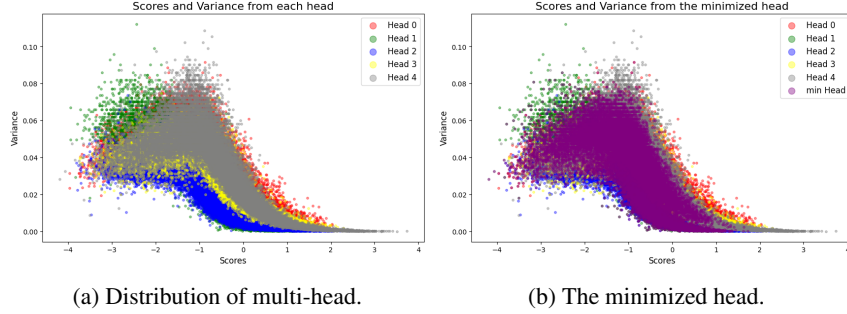 Scores and Variance from each head
Head 0
Head 1
Head 2
Head 3
Head 4
Variance
0.10
0.08
0.06
0.04
0.02
0.00
−4 −3 −2 −1 0 1 2 3 4
Scores
(a) Distribution of multi-head.
Scores and Variance from the minimized head
Head 0
Head 1
Head 2
Head 3
Head 4
min Head
Variance
0.10
0.08
0.06
0.04
0.02
0.00
−4 −3 −2 −1 0 1 2 3 4
Scores
(b) The minimized head.